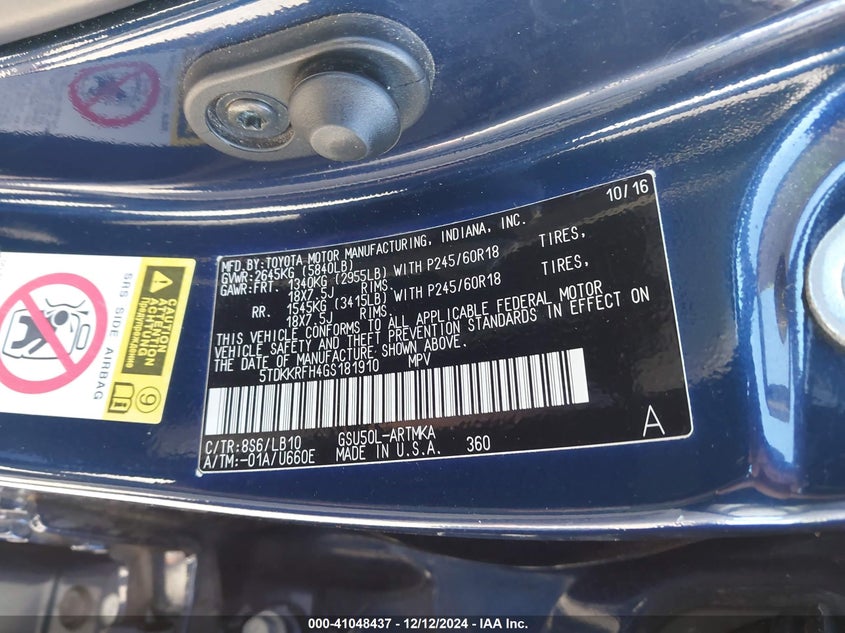 10/16
MFD.BY:TOYOTA MOTOR MANUFACTURING, INDIANA, INC.
GVWR:2645KG (5840LB)
GAWR:FRT. 1340KG (2955LB) WITH P245/60R18 TIRES,
18X7.5J RIMS.
RR. 1545KG (3415LB) WITH P245/60R18 TIRES,
18X7.5J RIMS.
THIS VEHICLE CONFORMS TO ALL APPLICABLE FEDERAL MOTOR
VEHICLE SAFETY AND THEFT PREVENTION STANDARDS IN EFFECT ON
THE DATE OF MANUFACTURE SHOWN ABOVE.
5TDKKRFH4GS181910 MPV
C/TR:8S6/LB10 GSU50L-ARTMKA
A/TM:-01A/U660E MADE IN U.S.A. 360
A
CAUTION
ATTENTION
ACHTUNG
Предупреждение
SRS SIDE AIRBAG
9
000-41048437 - 12/12/2024 - IAA Inc.